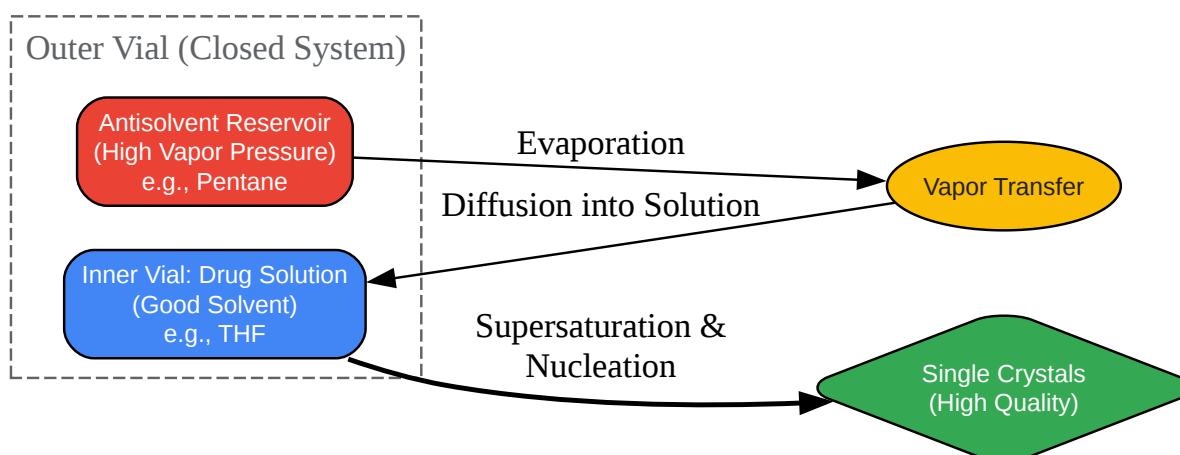 Outer Vial (Closed System)
Antisolvent Reservoir
(High Vapor Pressure)
e.g., Pentane
Evaporation
Vapor Transfer
Diffusion into Solution
Inner Vial: Drug Solution
(Good Solvent)
e.g., THF
Supersaturation &
Nucleation
Single Crystals
(High Quality)